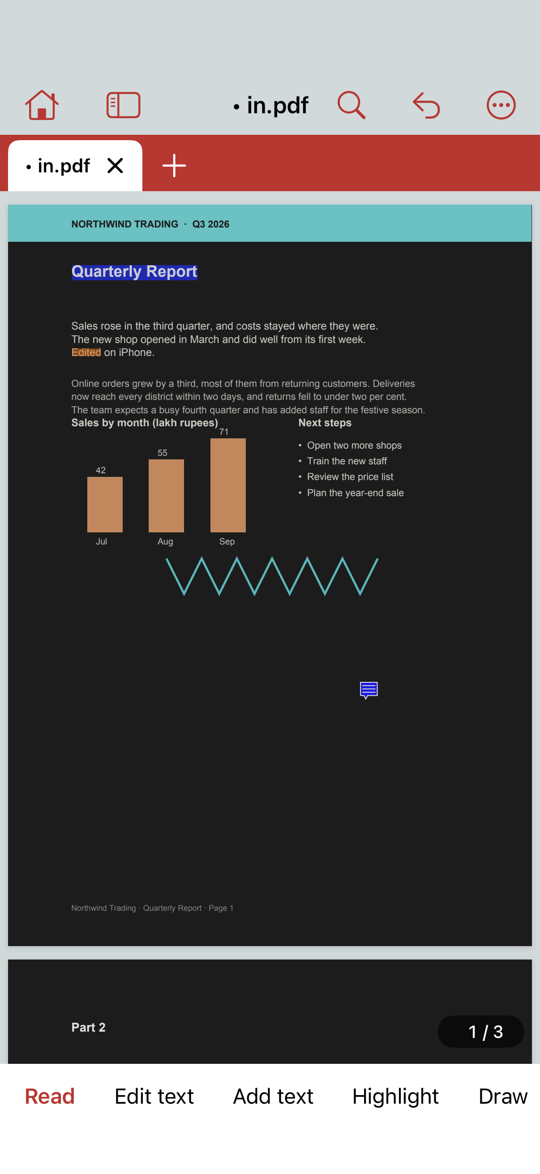 • in.pdf
• in.pdf
NORTHWIND TRADING · Q3 2026
Quarterly Report
Sales rose in the third quarter, and costs stayed where they were.
The new shop opened in March and did well from its first week.
Edited on iPhone.
Online orders grew by a third, most of them from returning customers. Deliveries
now reach every district within two days, and returns fell to under two per cent.
The team expects a busy fourth quarter and has added staff for the festive season.
Sales by month (lakh rupees)
71
55
42
Jul Aug Sep
Next steps
• Open two more shops
• Train the new staff
• Review the price list
• Plan the year-end sale
Northwind Trading · Quarterly Report · Page 1
Part 2
1 / 3
Read Edit text Add text Highlight Draw